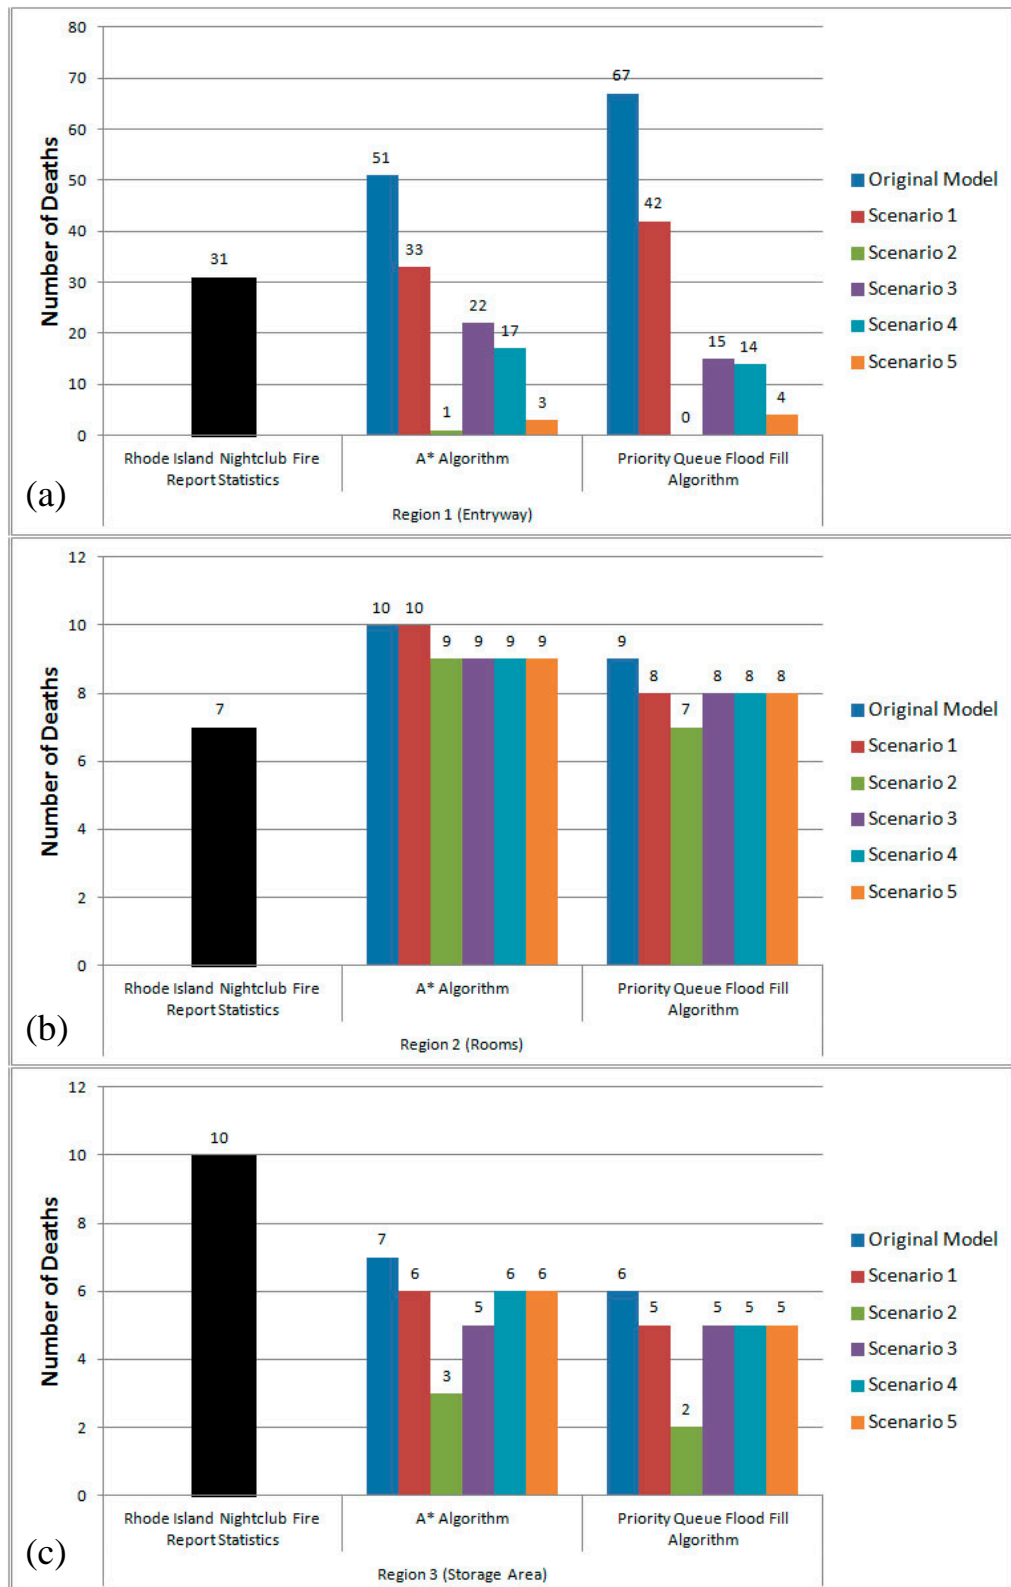 80
70
60
50
40
30
20
10
0
Number of Deaths
31
51
33
1
22
17
3
67
42
0
15
14
4
Rhode Island Nightclub Fire
Report Statistics
A* Algorithm
Priority Queue Flood Fill
Algorithm
Region 1 (Entryway)
Original Model
Scenario 1
Scenario 2
Scenario 3
Scenario 4
Scenario 5
(a)
12
10
8
6
4
2
0
Number of Deaths
7
10
10
9
9
9
9
9
8
7
8
8
8
Rhode Island Nightclub Fire
Report Statistics
A* Algorithm
Priority Queue Flood Fill
Algorithm
Region 2 (Rooms)
Original Model
Scenario 1
Scenario 2
Scenario 3
Scenario 4
Scenario 5
(b)
12
10
8
6
4
2
0
Number of Deaths
10
7
6
3
5
6
6
6
5
2
5
5
5
Rhode Island Nightclub Fire
Report Statistics
A* Algorithm
Priority Queue Flood Fill
Algorithm
Region 3 (Storage Area)
Original Model
Scenario 1
Scenario 2
Scenario 3
Scenario 4
Scenario 5
(c)